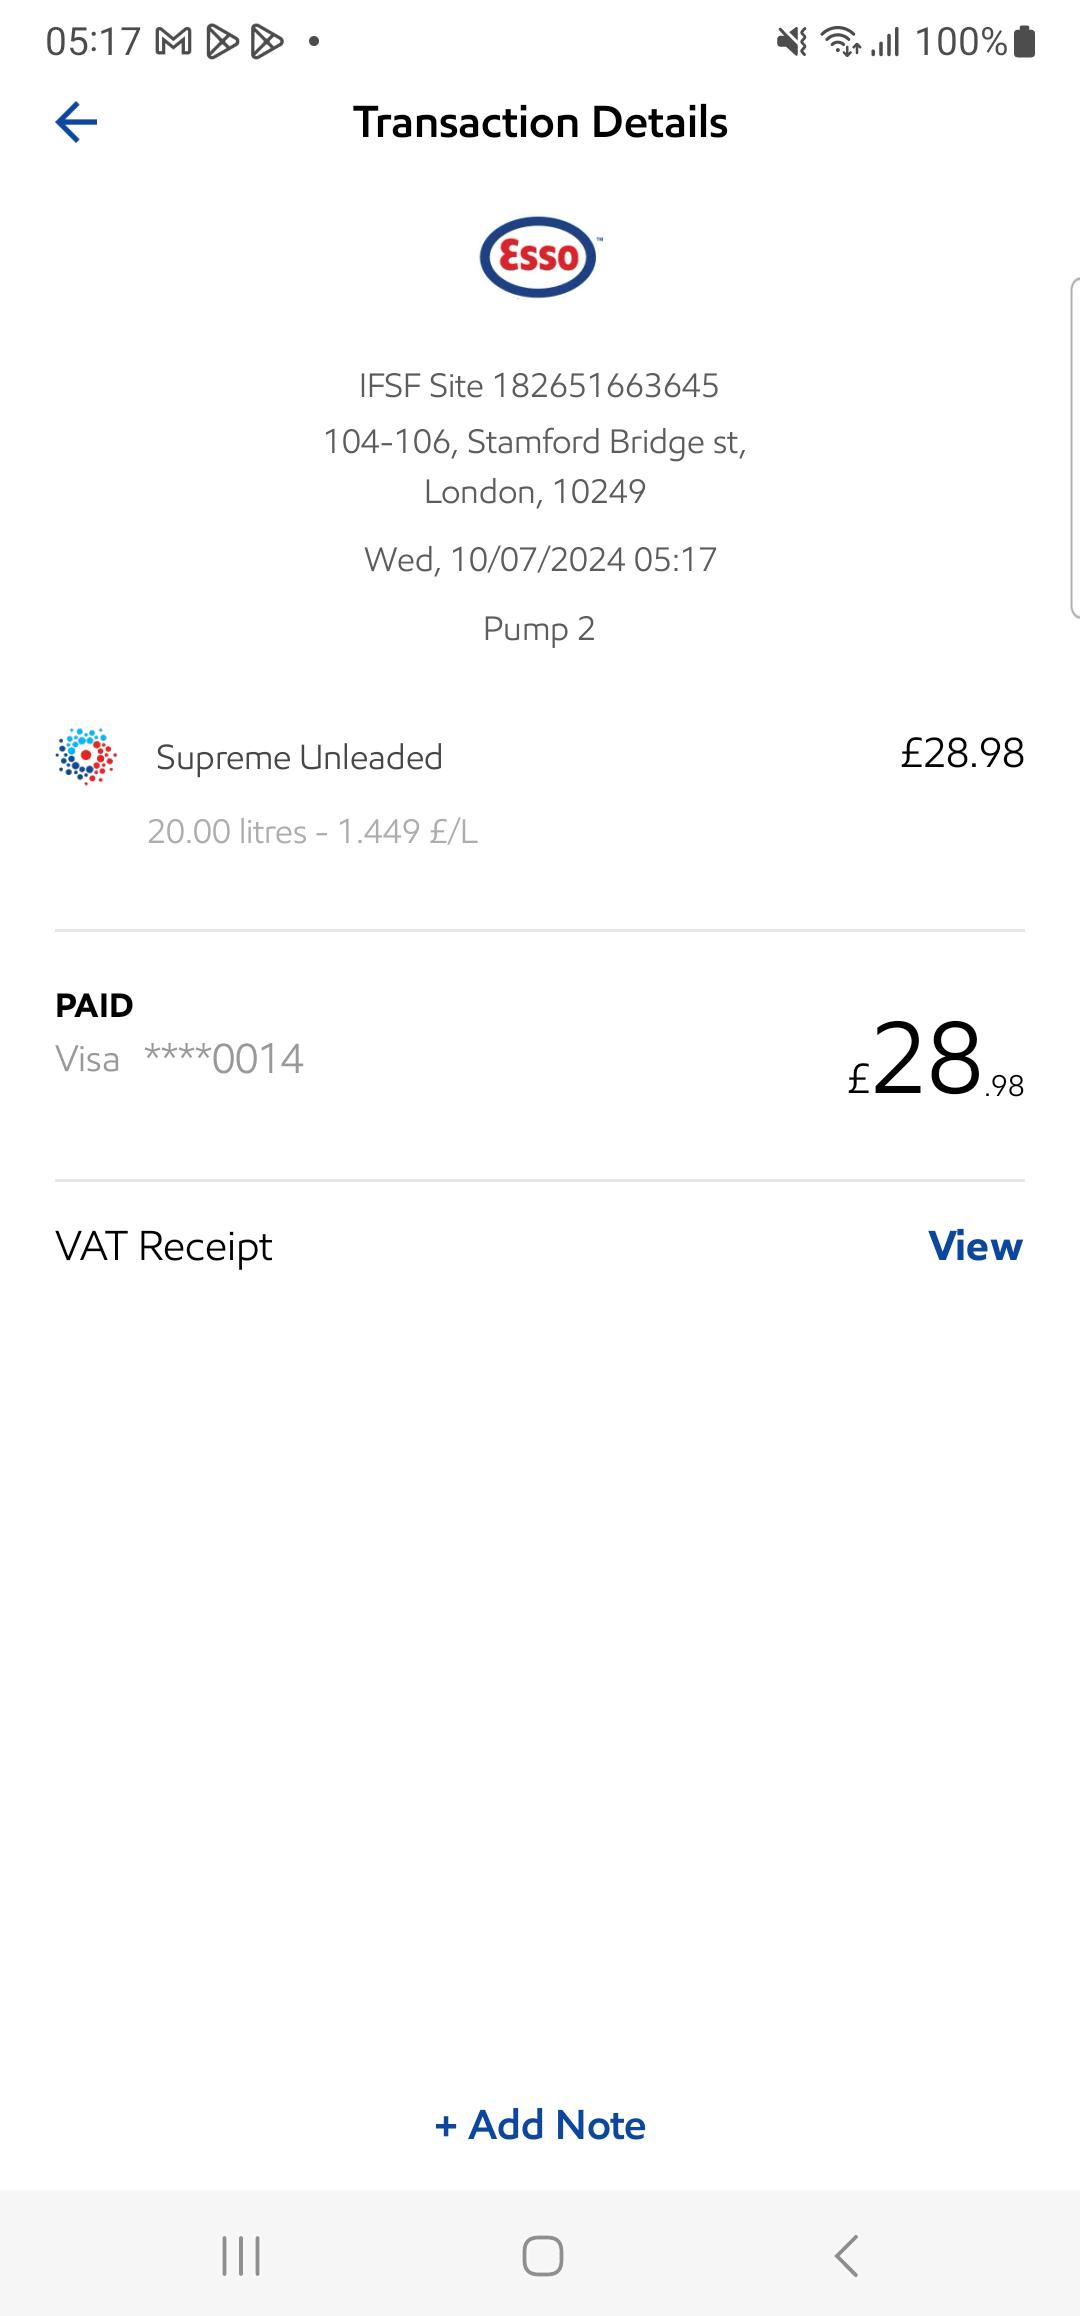 05:17 100%
Transaction Details
Esso ™
IFSF Site 182651663645
104-106, Stamford Bridge st,
London, 10249
Wed, 10/07/2024 05:17
Pump 2
Supreme Unleaded £28.98
20.00 litres - 1.449 £/L
PAID
Visa ****0014 £28.98
VAT Receipt View
+ Add Note